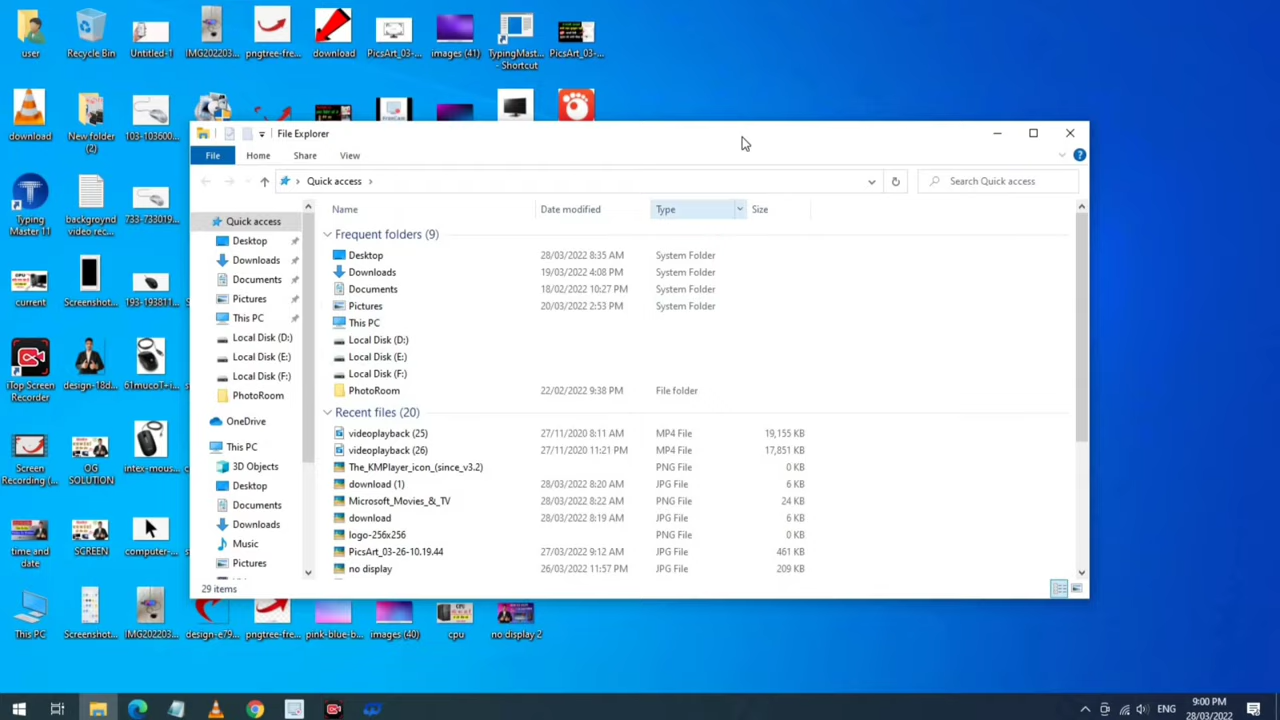 user
Recycle Bin
Untitled-1
IMG202203...
pngtree-fre...
download
PicsArt_03-...
images (41)
TypingMast...
- Shortcut
PicsArt_03-...
download
New folder
(2)
103-103600...
Typing
Master 11
background
video rec...
733-733019...
current
Screenshot...
193-193811...
iTop Screen
Recorder
design-18d...
61mucoT+i...
Screen
Recording (...
OG
SOLUTION
intex-mous...
time and
date
SCREEN
computer-...
This PC
Screenshot...
IMG202203...
design-e79...
pngtree-fre...
pink-blue-b...
images (40)
cpu
no display 2
File Explorer
File
Home
Share
View
Quick access
Search Quick access
Name
Date modified
Type
Size
Quick access
Desktop
Downloads
Documents
Pictures
This PC
Local Disk (D:)
Local Disk (E:)
Local Disk (F:)
PhotoRoom
OneDrive
This PC
3D Objects
Desktop
Documents
Downloads
Music
Pictures
Frequent folders (9)
Desktop 28/03/2022 8:35 AM System Folder
Downloads 19/03/2022 4:08 PM System Folder
Documents 18/02/2022 10:27 PM System Folder
Pictures 20/03/2022 2:53 PM System Folder
This PC
Local Disk (D:)
Local Disk (E:)
Local Disk (F:)
PhotoRoom 22/02/2022 9:38 PM File folder
Recent files (20)
videoplayback (25) 27/11/2020 8:11 AM MP4 File 19,155 KB
videoplayback (26) 27/11/2020 11:21 PM MP4 File 17,851 KB
The_KMPlayer_icon_(since_v3.2) PNG File 0 KB
download (1) 28/03/2022 8:20 AM JPG File 6 KB
Microsoft_Movies_&_TV 28/03/2022 8:22 AM PNG File 24 KB
download 28/03/2022 8:19 AM JPG File 6 KB
logo-256x256 PNG File 0 KB
PicsArt_03-26-10.19.44 27/03/2022 9:12 AM JPG File 461 KB
no display 26/03/2022 11:57 PM JPG File 209 KB
29 items
ENG
9:00 PM
28/03/2022